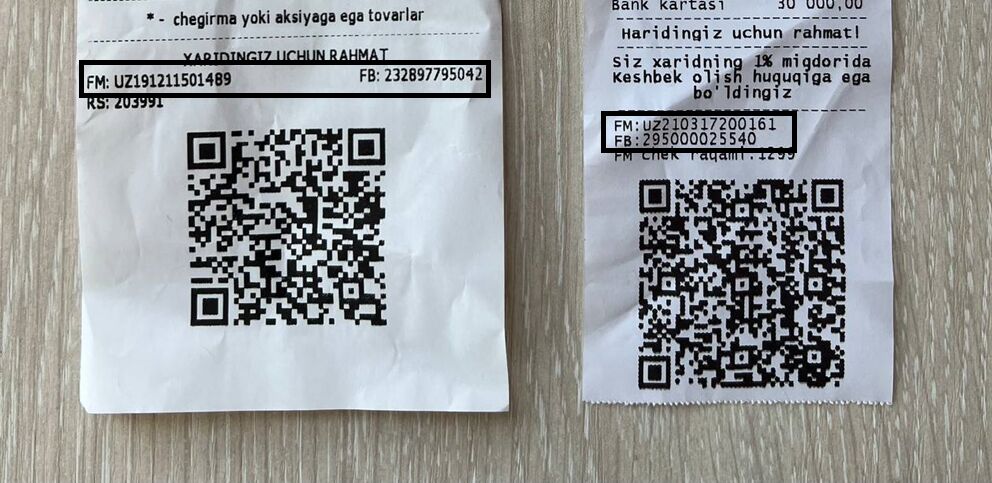 * - chegirma yoki aksiyaga ega tovarlar
XARIDINGIZ UCHUN RAHMAT
FM: UZ191211501489 FB: 232897795042
RS: 203991
Bank kartasi 30 000,00
Haridingiz uchun rahmat!
Siz xaridning 1% migdorida
Keshbek olish huquqiga ega
bo'ldingiz
FM:UZ210317200161
FB:295000025540
FM chek raqami:1299